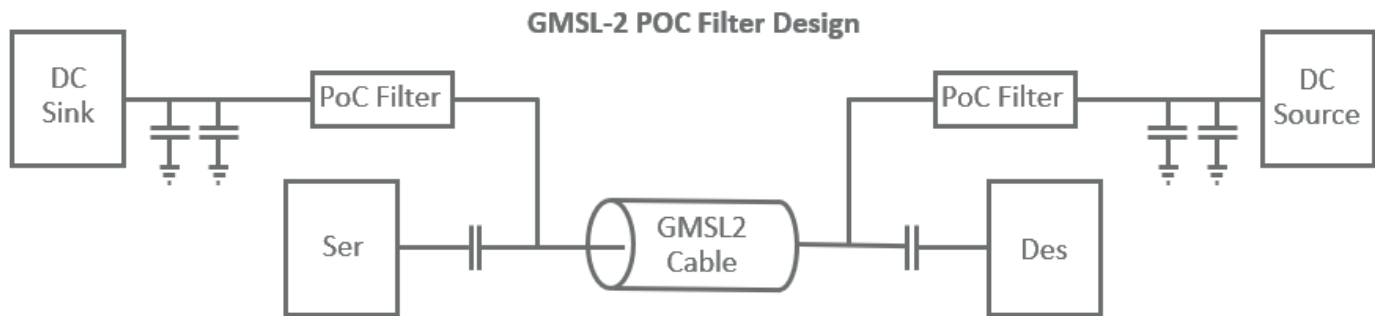 GMSL-2 POC Filter Design
DC
Sink
PoC Filter
PoC Filter
DC
Source
Ser
GMSL2
Cable
Des